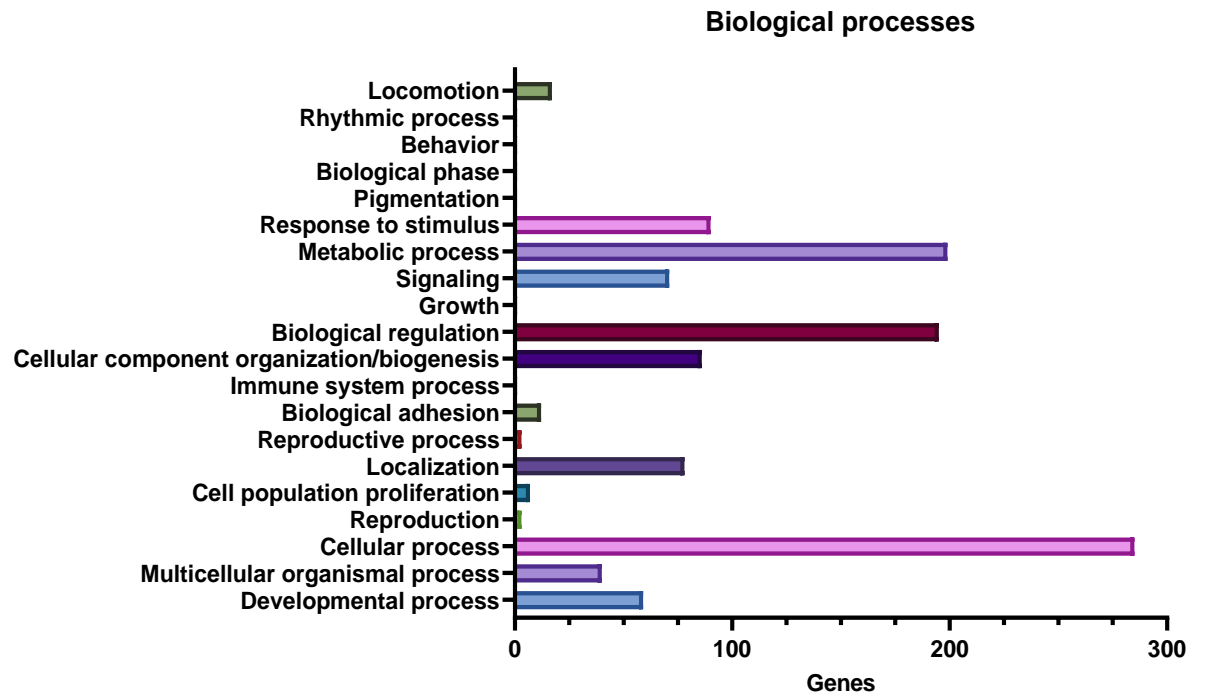 Biological processes
Locomotion
Rhythmic process
Behavior
Biological phase
Pigmentation
Response to stimulus
Metabolic process
Signaling
Growth
Biological regulation
Cellular component organization/biogenesis
Immune system process
Biological adhesion
Reproductive process
Localization
Cell population proliferation
Reproduction
Cellular process
Multicellular organismal process
Developmental process
0 100 200 300
Genes